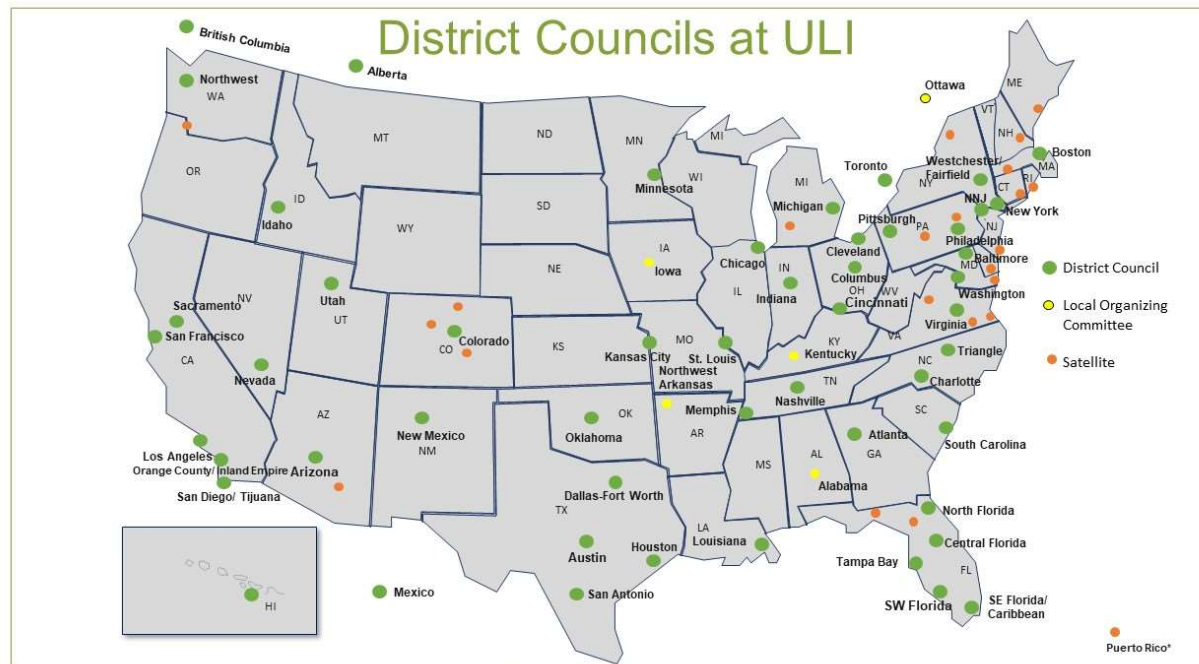 District Councils at ULI
British Columbia
Alberta
Northwest
WA
OR
ID
Idaho
MT
WY
ND
SD
NE
MN
Minnesota
WI
MI
MI
Michigan
Toronto
Ottawa
ME
VT
NH
Boston
MA
RI
CT
Westchester/
Fairfield
NY
NNJ
New York
NJ
Pittsburgh
PA
Philadelphia
Baltimore
MD
Washington
Virginia
VA
WV
Cleveland
Columbus
OH
Cincinnati
IN
Indiana
Chicago
IL
IA
Iowa
Sacramento
San Francisco
CA
NV
Nevada
Utah
UT
Colorado
CO
KS
Kansas City
MO
St. Louis
Northwest
Arkansas
KY
Kentucky
TN
Nashville
Memphis
AR
NC
Triangle
Charlotte
SC
South Carolina
Atlanta
GA
AL
Alabama
MS
LA
Louisiana
OK
Oklahoma
New Mexico
NM
AZ
Arizona
Los Angeles
Orange County/ Inland Empire
San Diego/ Tijuana
Dallas-Fort Worth
TX
Austin
Houston
San Antonio
Mexico
HI
North Florida
Central Florida
Tampa Bay
FL
SW Florida
SE Florida/
Caribbean
Puerto Rico*
District Council
Local Organizing
Committee
Satellite